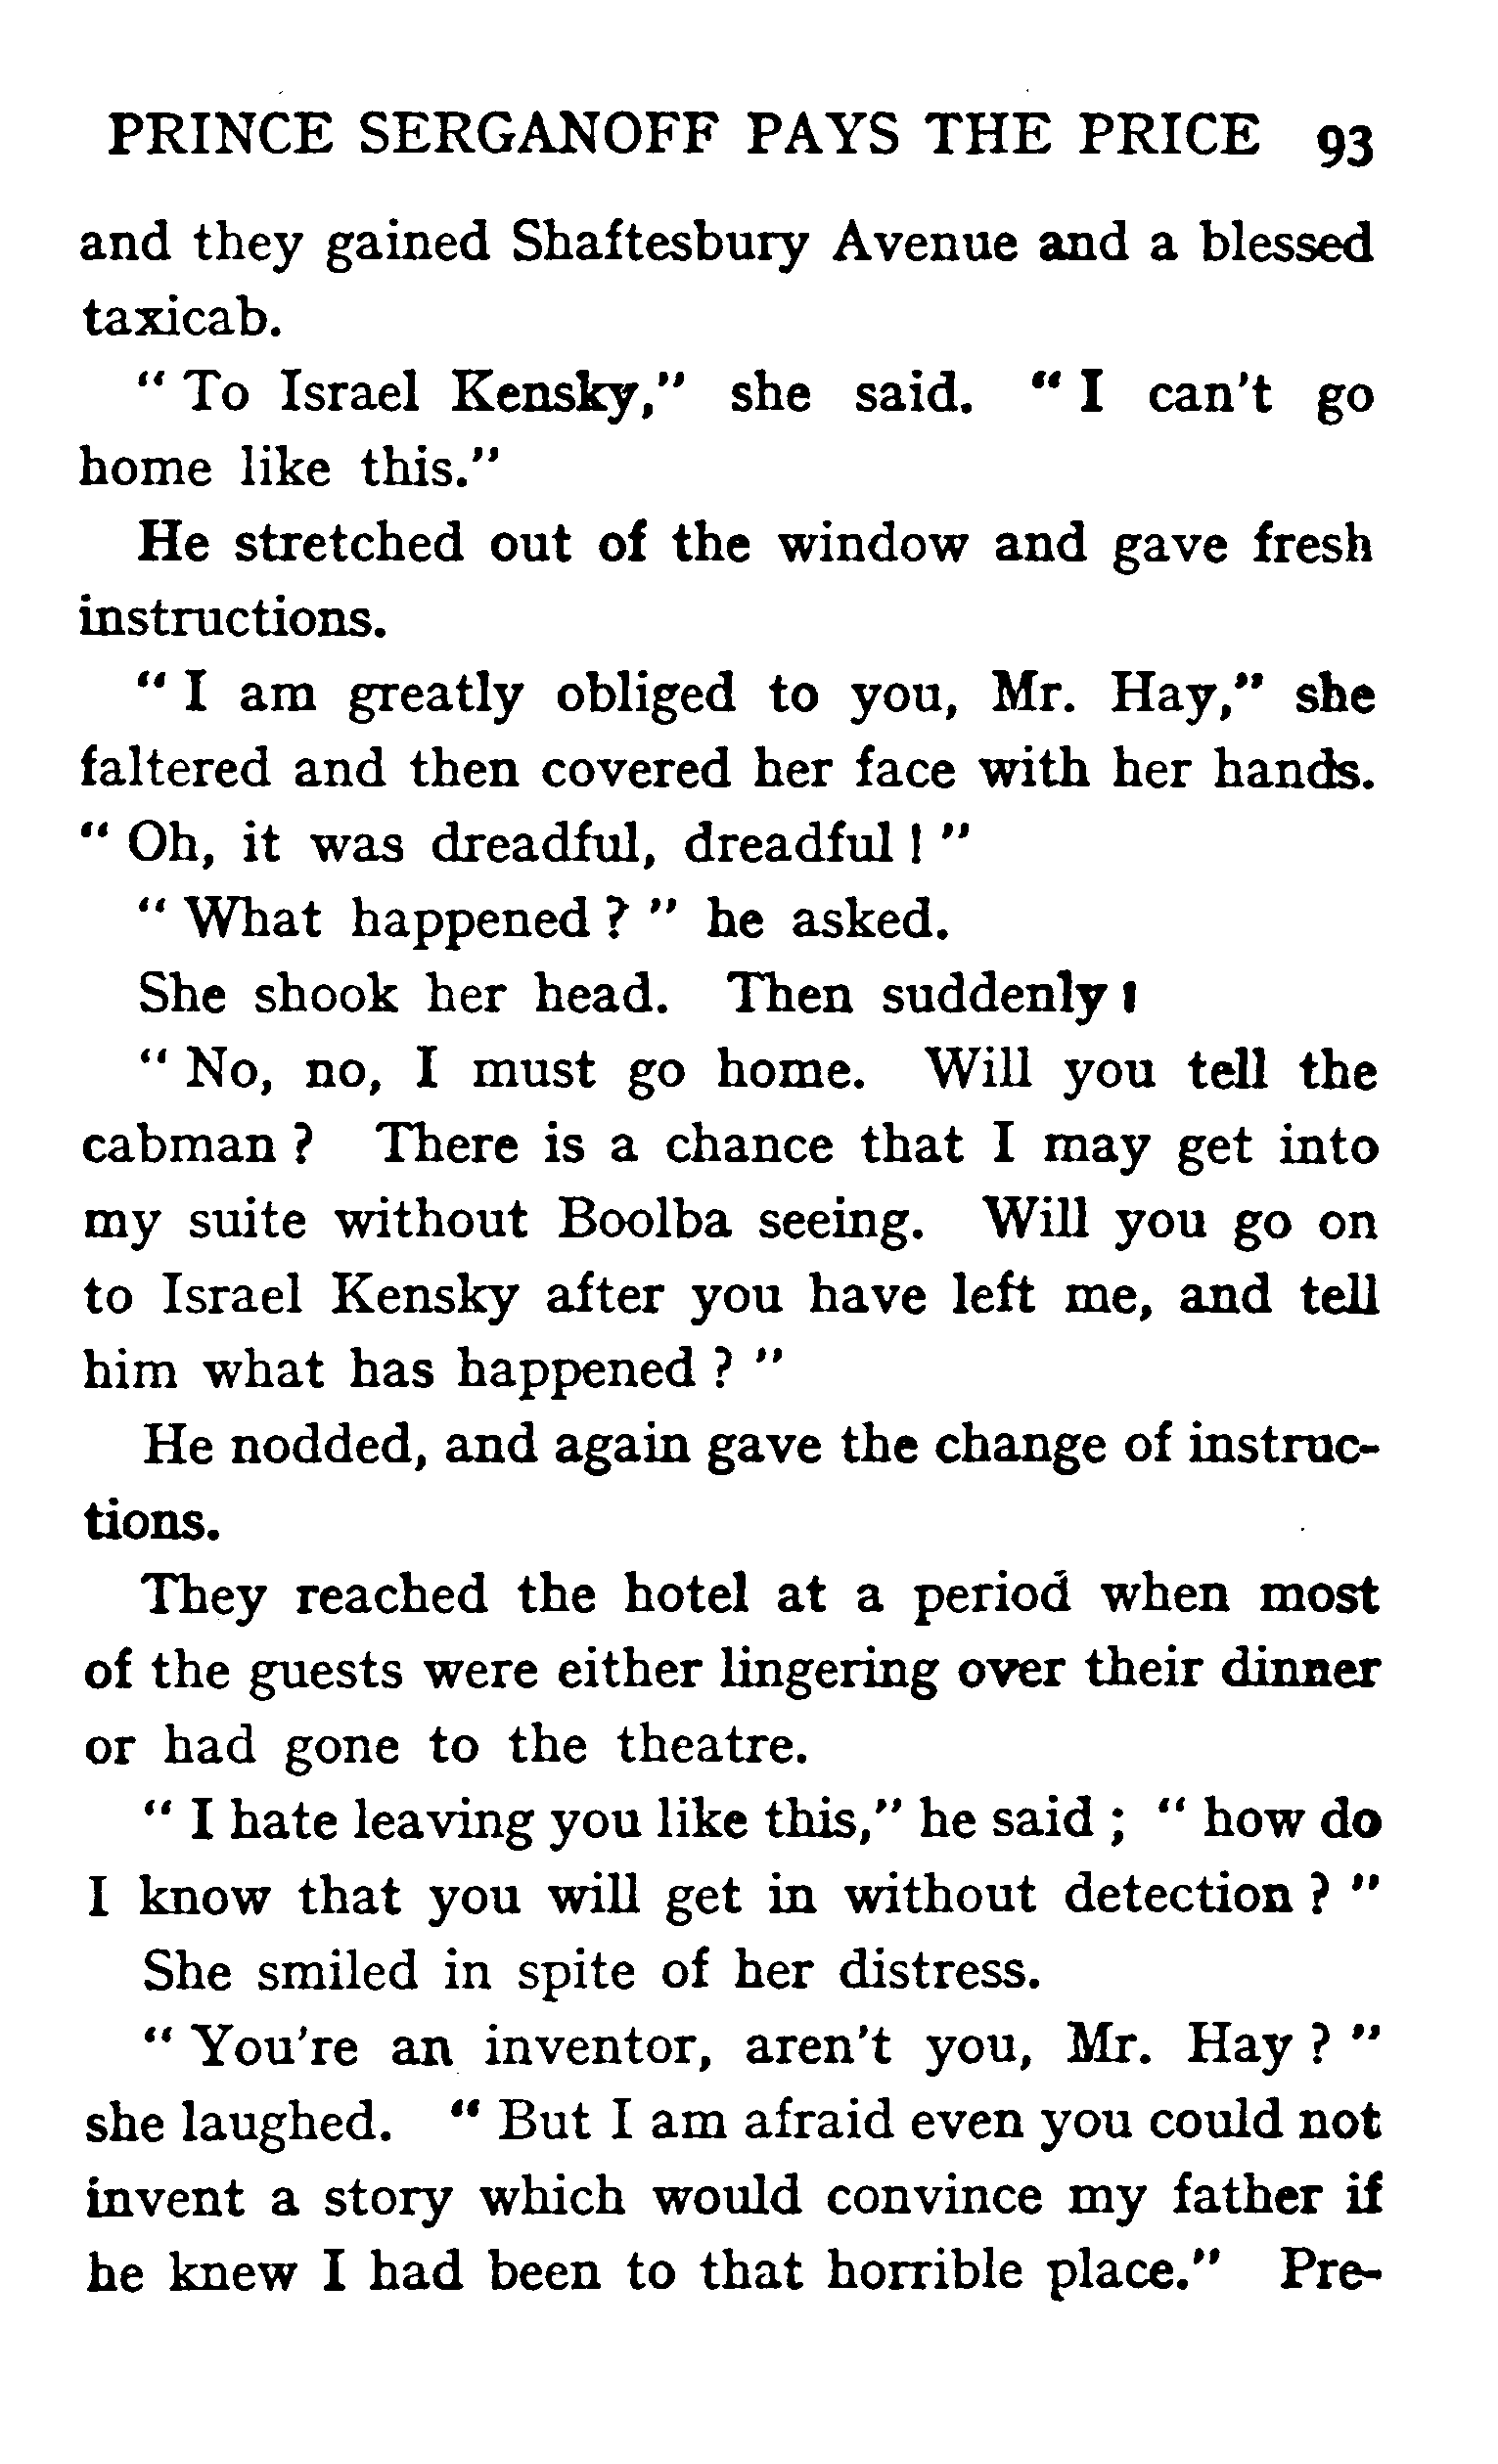 PRINCE SERGANOFF PAYS THE PRICE 93
and they gained Shaftesbury Avenue and a blessed
taxicab.
" To Israel Kensky," she said. " I can't go
home like this."
He stretched out of the window and gave fresh
instructions.
" I am greatly obliged to you, Mr. Hay," she
faltered and then covered her face with her hands.
" Oh, it was dreadful, dreadful ! "
" What happened ? " he asked.
She shook her head. Then suddenly :
" No, no, I must go home. Will you tell the
cabman ? There is a chance that I may get into
my suite without Boolba seeing. Will you go on
to Israel Kensky after you have left me, and tell
him what has happened ? "
He nodded, and again gave the change of instruc-
tions.
They reached the hotel at a period when most
of the guests were either lingering over their dinner
or had gone to the theatre.
" I hate leaving you like this," he said ; " how do
I know that you will get in without detection ? "
She smiled in spite of her distress.
" You're an inventor, aren't you, Mr. Hay ? "
she laughed. " But I am afraid even you could not
invent a story which would convince my father if
he knew I had been to that horrible place." Pre-